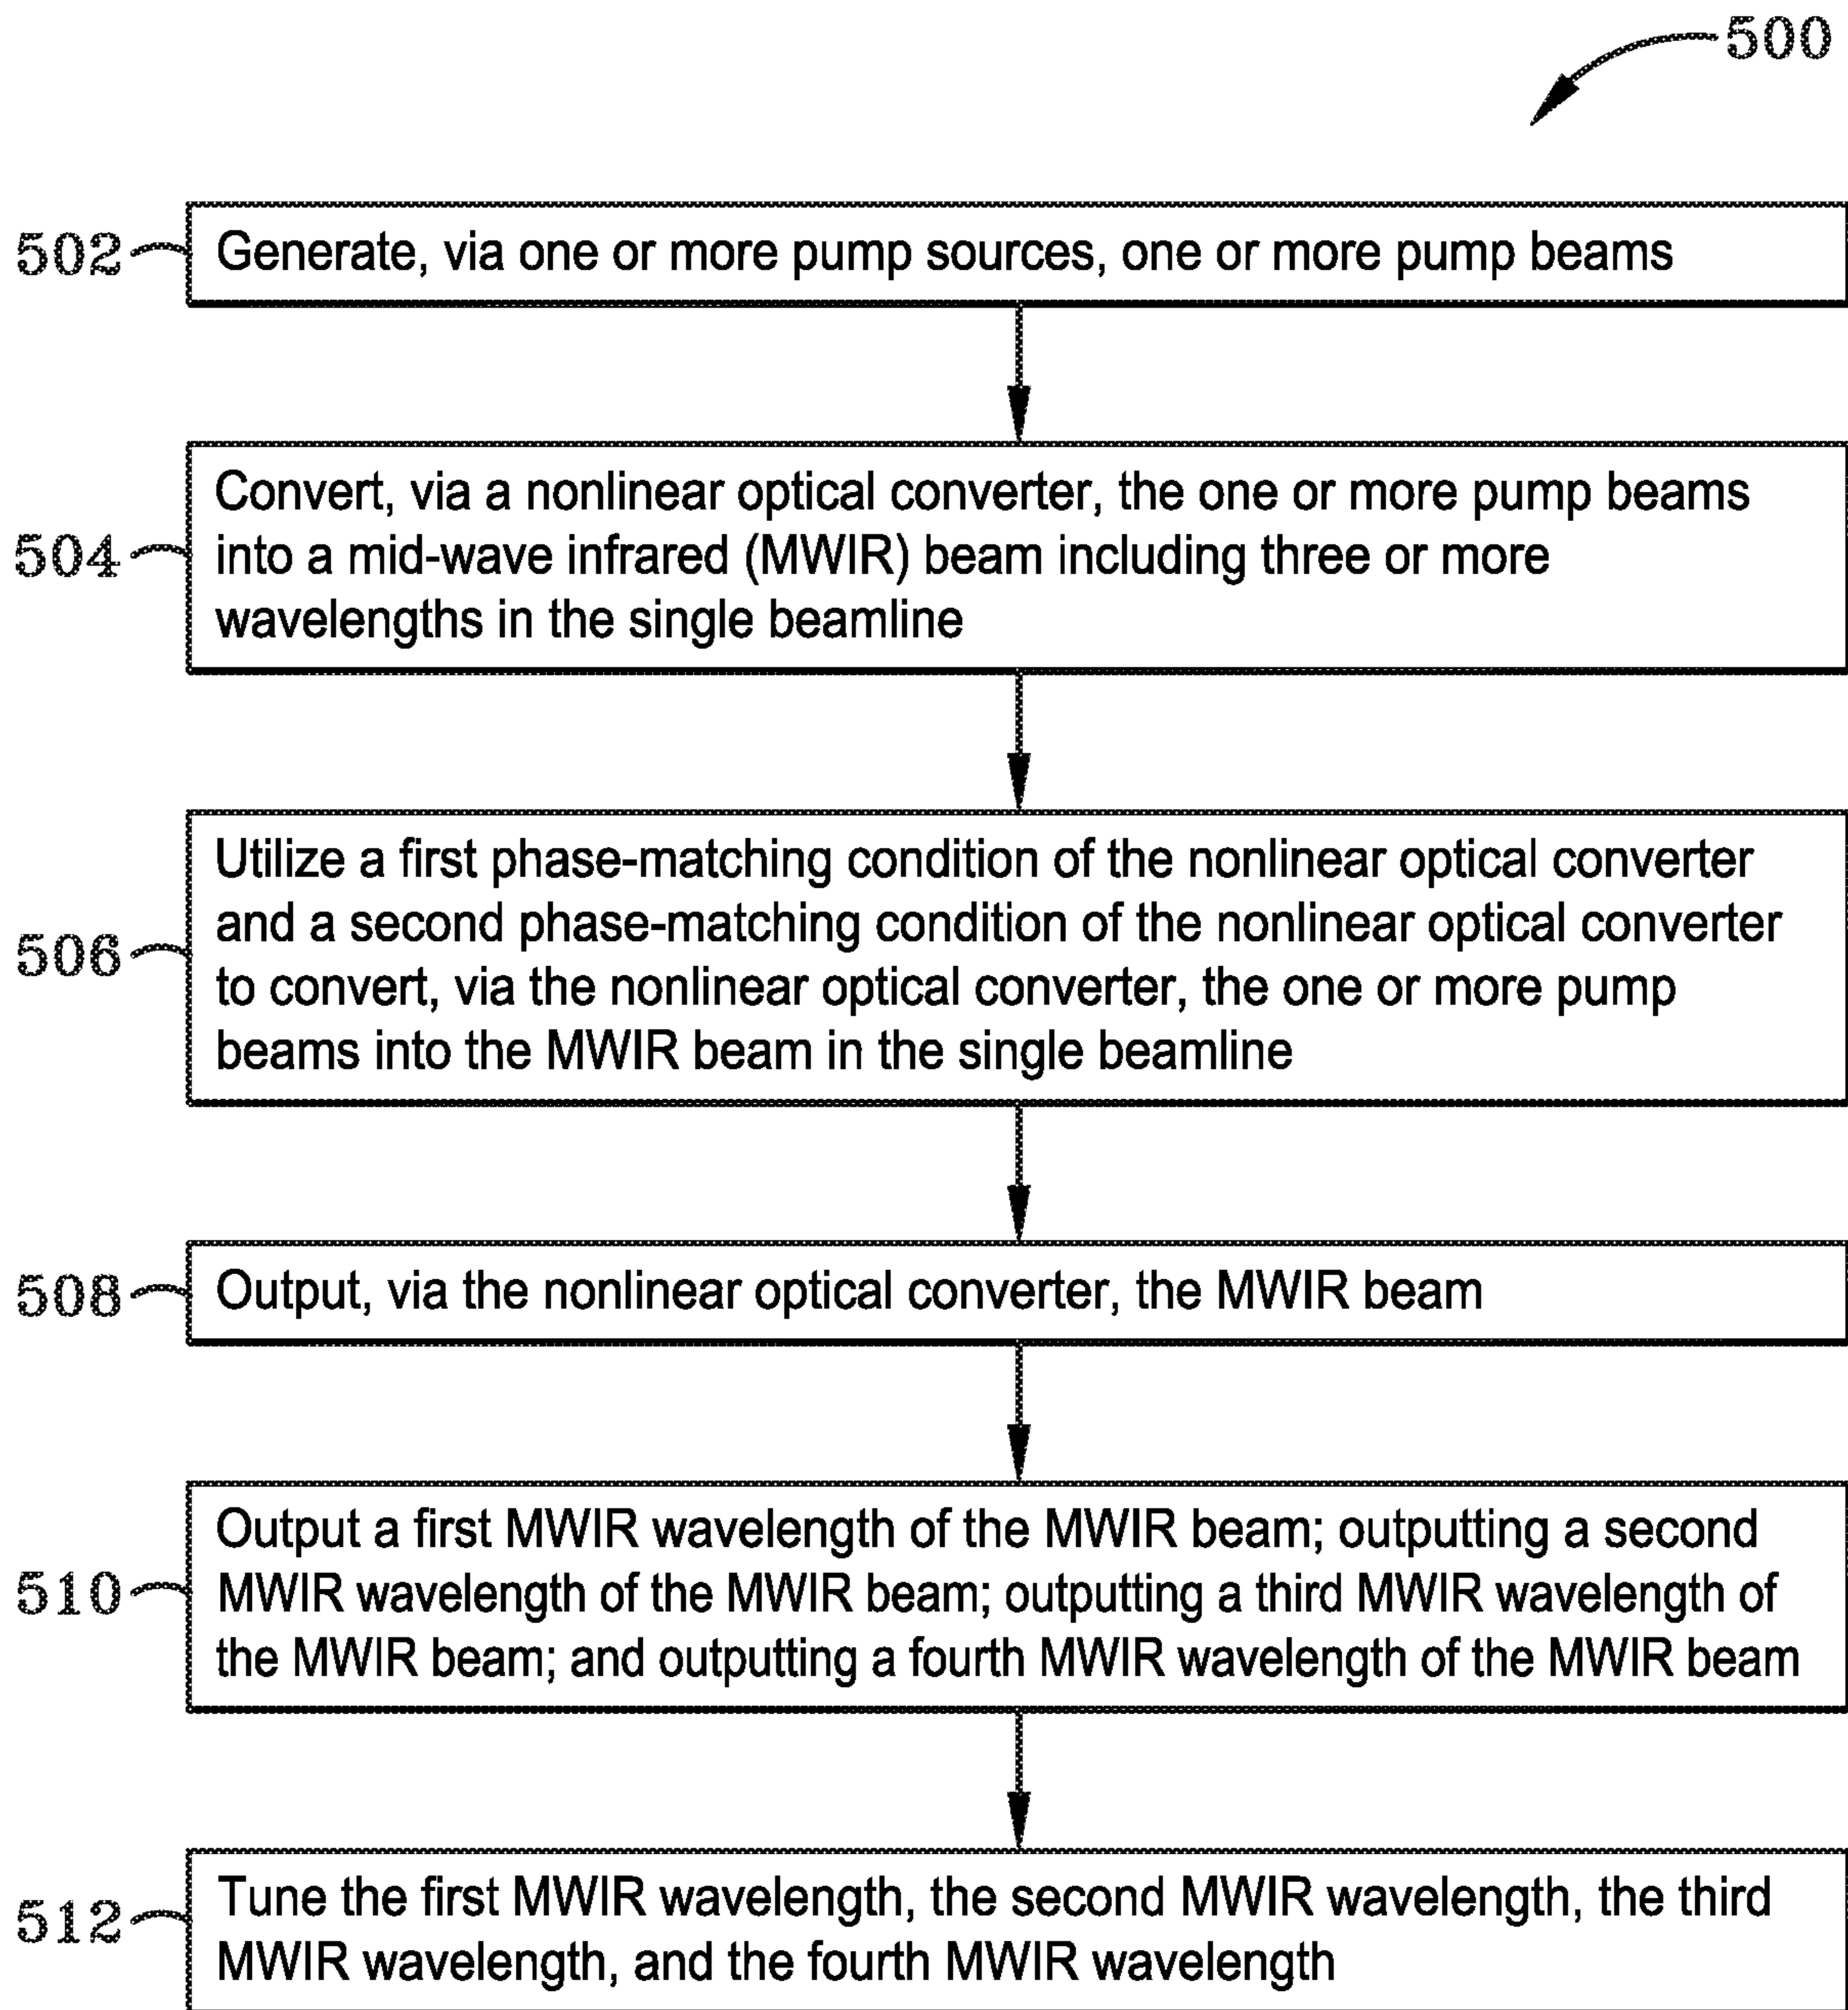 500
502
Generate, via one or more pump sources, one or more pump beams
504
Convert, via a nonlinear optical converter, the one or more pump beams
into a mid-wave infrared (MWIR) beam including three or more
wavelengths in the single beamline
506
Utilize a first phase-matching condition of the nonlinear optical converter
and a second phase-matching condition of the nonlinear optical converter
to convert, via the nonlinear optical converter, the one or more pump
beams into the MWIR beam in the single beamline
508
Output, via the nonlinear optical converter, the MWIR beam
510
Output a first MWIR wavelength of the MWIR beam; outputting a second
MWIR wavelength of the MWIR beam; outputting a third MWIR wavelength of
the MWIR beam; and outputting a fourth MWIR wavelength of the MWIR beam
512
Tune the first MWIR wavelength, the second MWIR wavelength, the third
MWIR wavelength, and the fourth MWIR wavelength